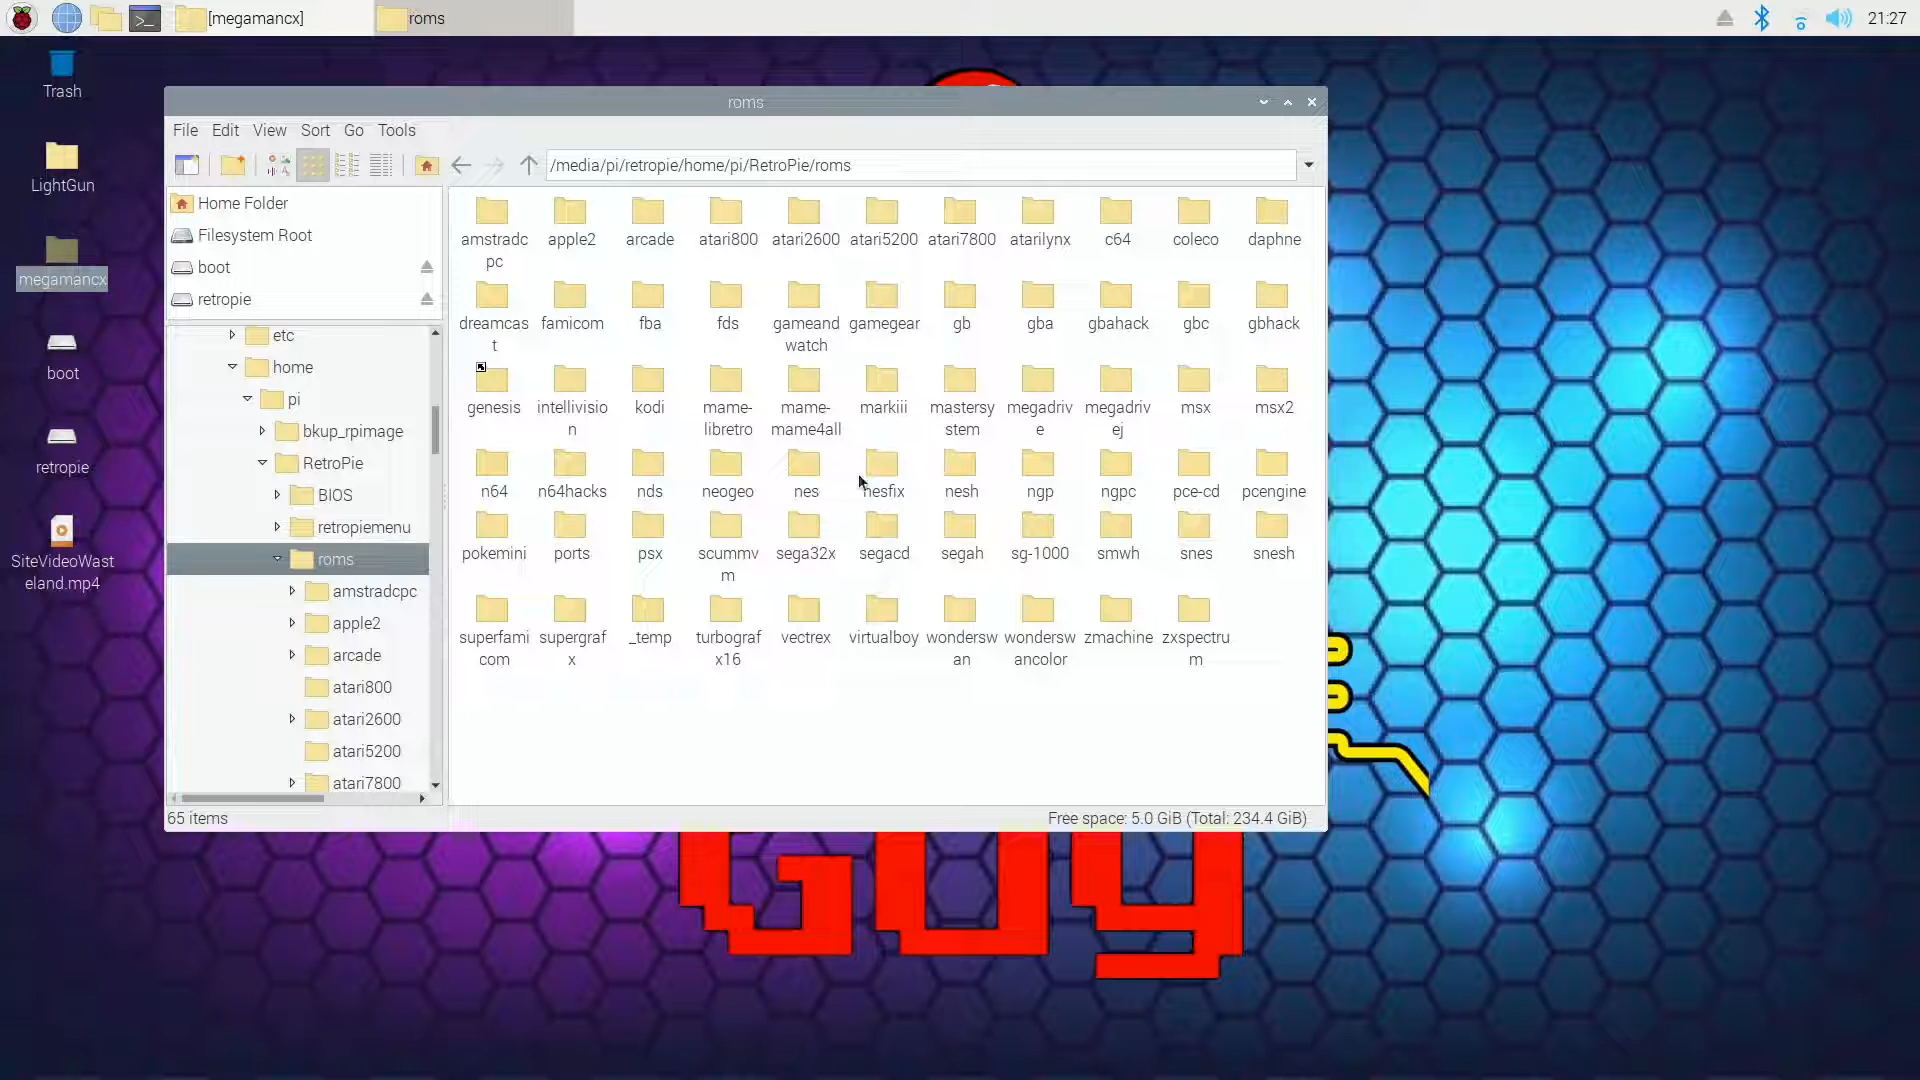 [megamancx]
roms
21:27
Trash
LightGun
megamancx
boot
retropie
SiteVideoWast
eland.mp4
roms
File Edit View Sort Go Tools
/media/pi/retropie/home/pi/RetroPie/roms
Home Folder
Filesystem Root
boot
retropie
etc
home
pi
bkup_rpimage
RetroPie
BIOS
retropiemenu
roms
amstradcpc
apple2
arcade
atari800
atari2600
atari5200
atari7800
amstradc
pc
apple2
arcade
atari800
atari2600
atari5200
atari7800
atarilynx
c64
coleco
daphne
dreamcas
t
famicom
fba
fds
gameand
watch
gamegear
gb
gba
gbahack
gbc
gbhack
genesis
intellivisio
n
kodi
mame-
libretro
mame-
mame4all
markiii
mastersy
stem
megadriv
e
megadriv
ej
msx
msx2
n64
n64hacks
nds
neogeo
nes
nesfix
nesh
ngp
ngpc
pce-cd
pcengine
pokemini
ports
psx
scummv
m
sega32x
segacd
segah
sg-1000
smwh
snes
snesh
superfami
com
supergraf
x
_temp
turbograf
x16
vectrex
virtualboy
wondersw
an
wondersw
ancolor
zmachine
zxspectru
m
65 items
Free space: 5.0 GiB (Total: 234.4 GiB)
Guy